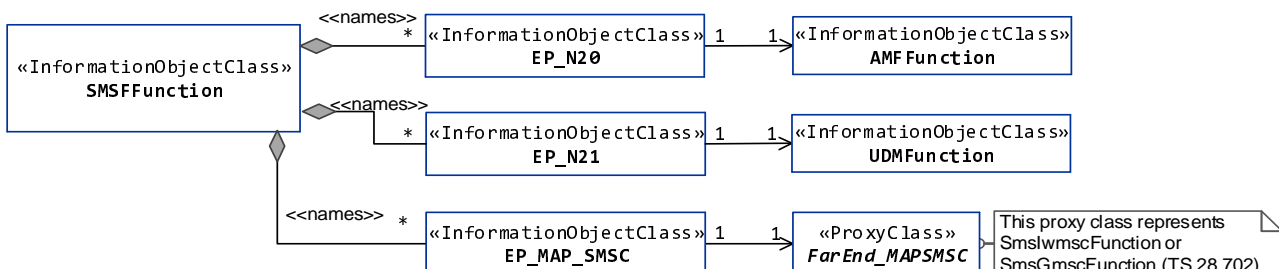 <<names>>
*
«InformationObjectClass»
EP_N20
1
1
«InformationObjectClass»
AMFFunction
«InformationObjectClass»
SMSFFunction
<<names>>
*
«InformationObjectClass»
EP_N21
1
1
«InformationObjectClass»
UDMFunction
<<names>>
*
«InformationObjectClass»
EP_MAP_SMSC
1
1
«ProxyClass»
FarEnd_MAPSMSC
This proxy class represents
SmsIwmscFunction or
SmsGmscFunction (TS 28.702)